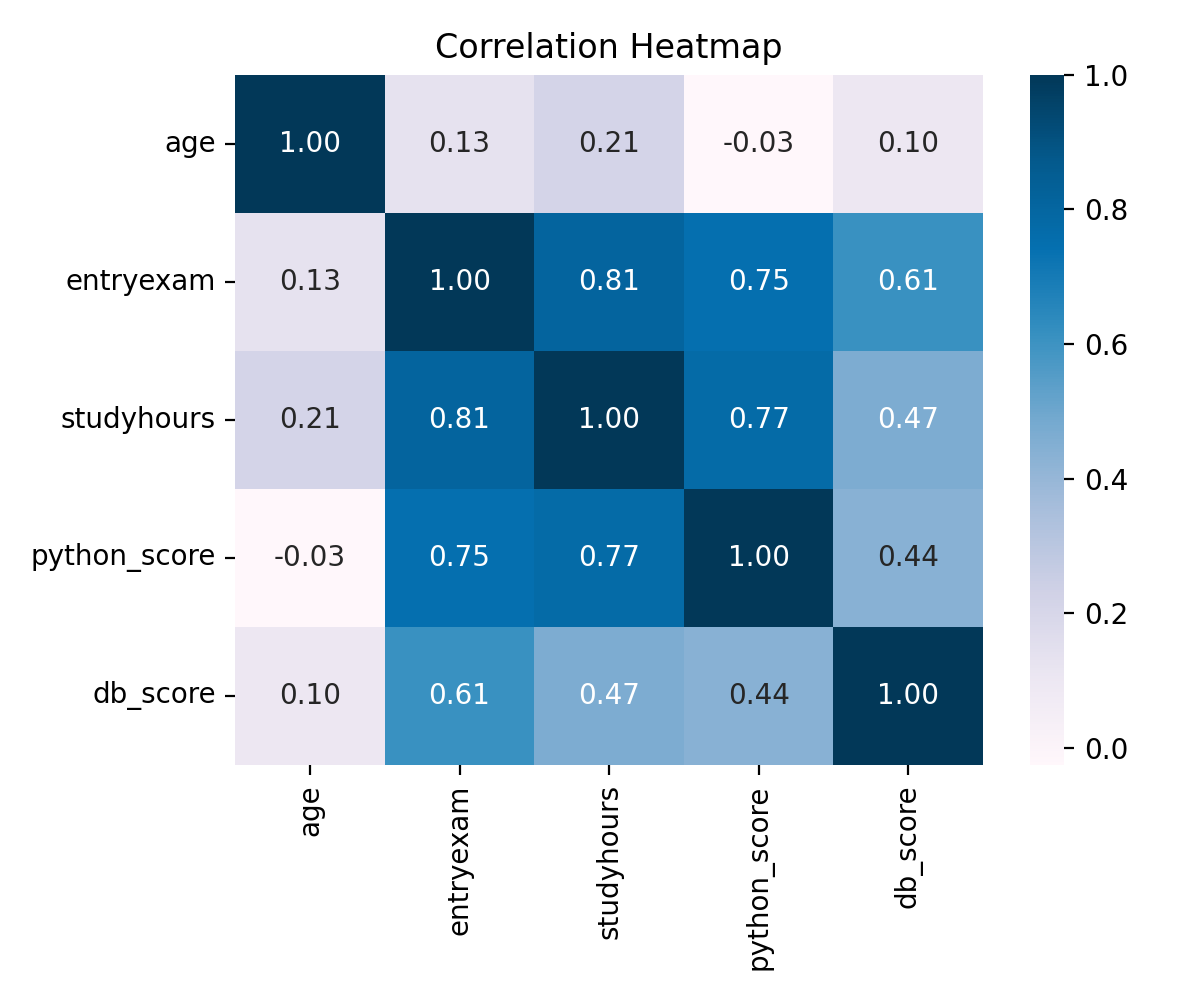 Correlation Heatmap
age 1.00 0.13 0.21 -0.03 0.10
entryexam 0.13 1.00 0.81 0.75 0.61
studyhours 0.21 0.81 1.00 0.77 0.47
python_score -0.03 0.75 0.77 1.00 0.44
db_score 0.10 0.61 0.47 0.44 1.00
age
entryexam
studyhours
python_score
db_score
1.0
0.8
0.6
0.4
0.2
0.0